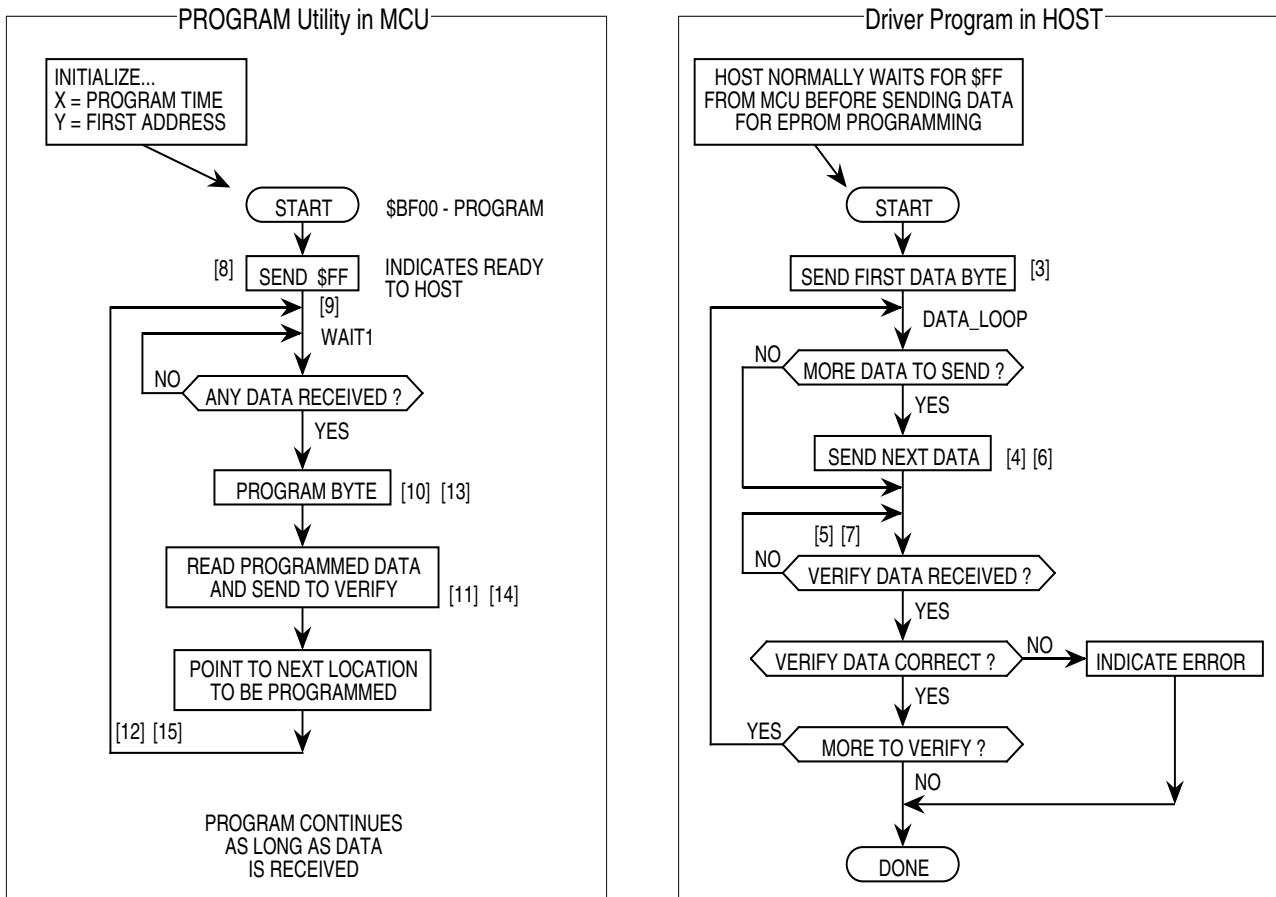 PROGRAM Utility in MCU
INITIALIZE...
X = PROGRAM TIME
Y = FIRST ADDRESS
START
$BF00 - PROGRAM
[8]
SEND $FF
INDICATES READY
TO HOST
[9]
WAIT1
NO
ANY DATA RECEIVED ?
YES
PROGRAM BYTE
[10] [13]
READ PROGRAMMED DATA
AND SEND TO VERIFY
[11] [14]
POINT TO NEXT LOCATION
TO BE PROGRAMMED
[12] [15]
PROGRAM CONTINUES
AS LONG AS DATA
IS RECEIVED
Driver Program in HOST
HOST NORMALLY WAITS FOR $FF
FROM MCU BEFORE SENDING DATA
FOR EPROM PROGRAMMING
START
SEND FIRST DATA BYTE
[3]
DATA_LOOP
NO
MORE DATA TO SEND ?
YES
SEND NEXT DATA
[4] [6]
[5] [7]
NO
VERIFY DATA RECEIVED ?
YES
VERIFY DATA CORRECT ?
NO
INDICATE ERROR
YES
YES
MORE TO VERIFY ?
NO
DONE